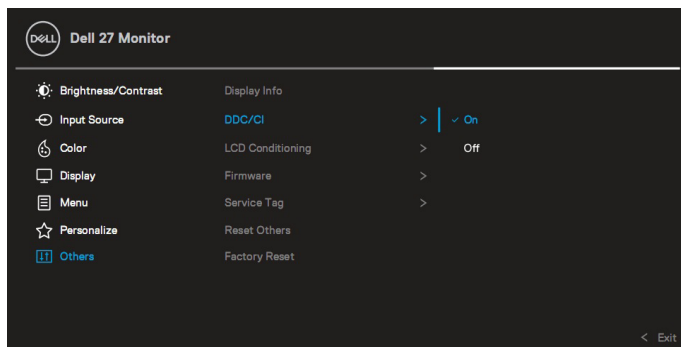 DELL
Dell 27 Monitor
Brightness/Contrast
Display Info
Input Source
DDC/CI
>
✓ On
Color
LCD Conditioning
>
Off
Display
Firmware
>
Menu
Service Tag
>
Personalize
Reset Others
Others
Factory Reset
< Exit